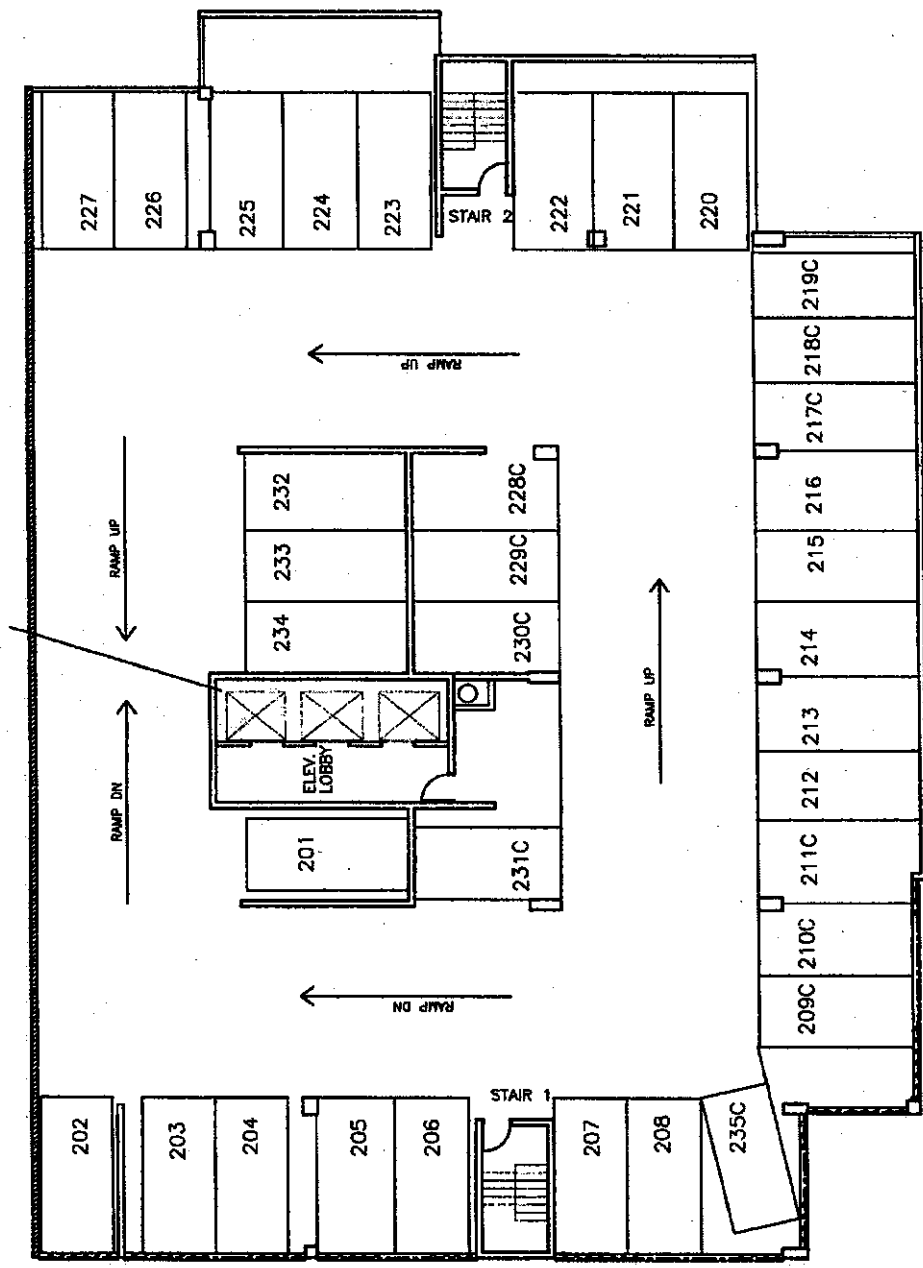 227
226
225
224
223
STAIR 2
222
221
220
RAMP UP
RAMP UP
232
233
234
228C
229C
230C
219C
218C
217C
216
215
214
213
212
211C
210C
209C
RAMP UP
ELEV.
LOBBY
RAMP DN
201
231C
RAMP DN
STAIR 1
202
203
204
205
206
207
208
235C